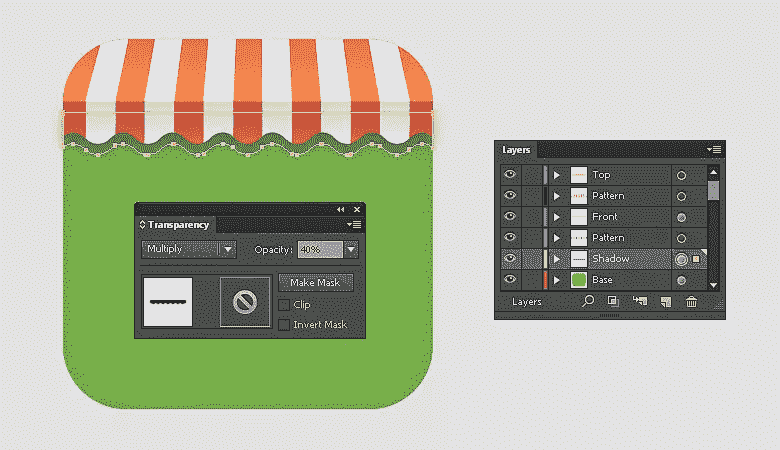 Transparency
Multiply
Opacity: 40%
Make Mask
Clip
Invert Mask
Layers
Top
Pattern
Front
Pattern
Shadow
Base
Layers